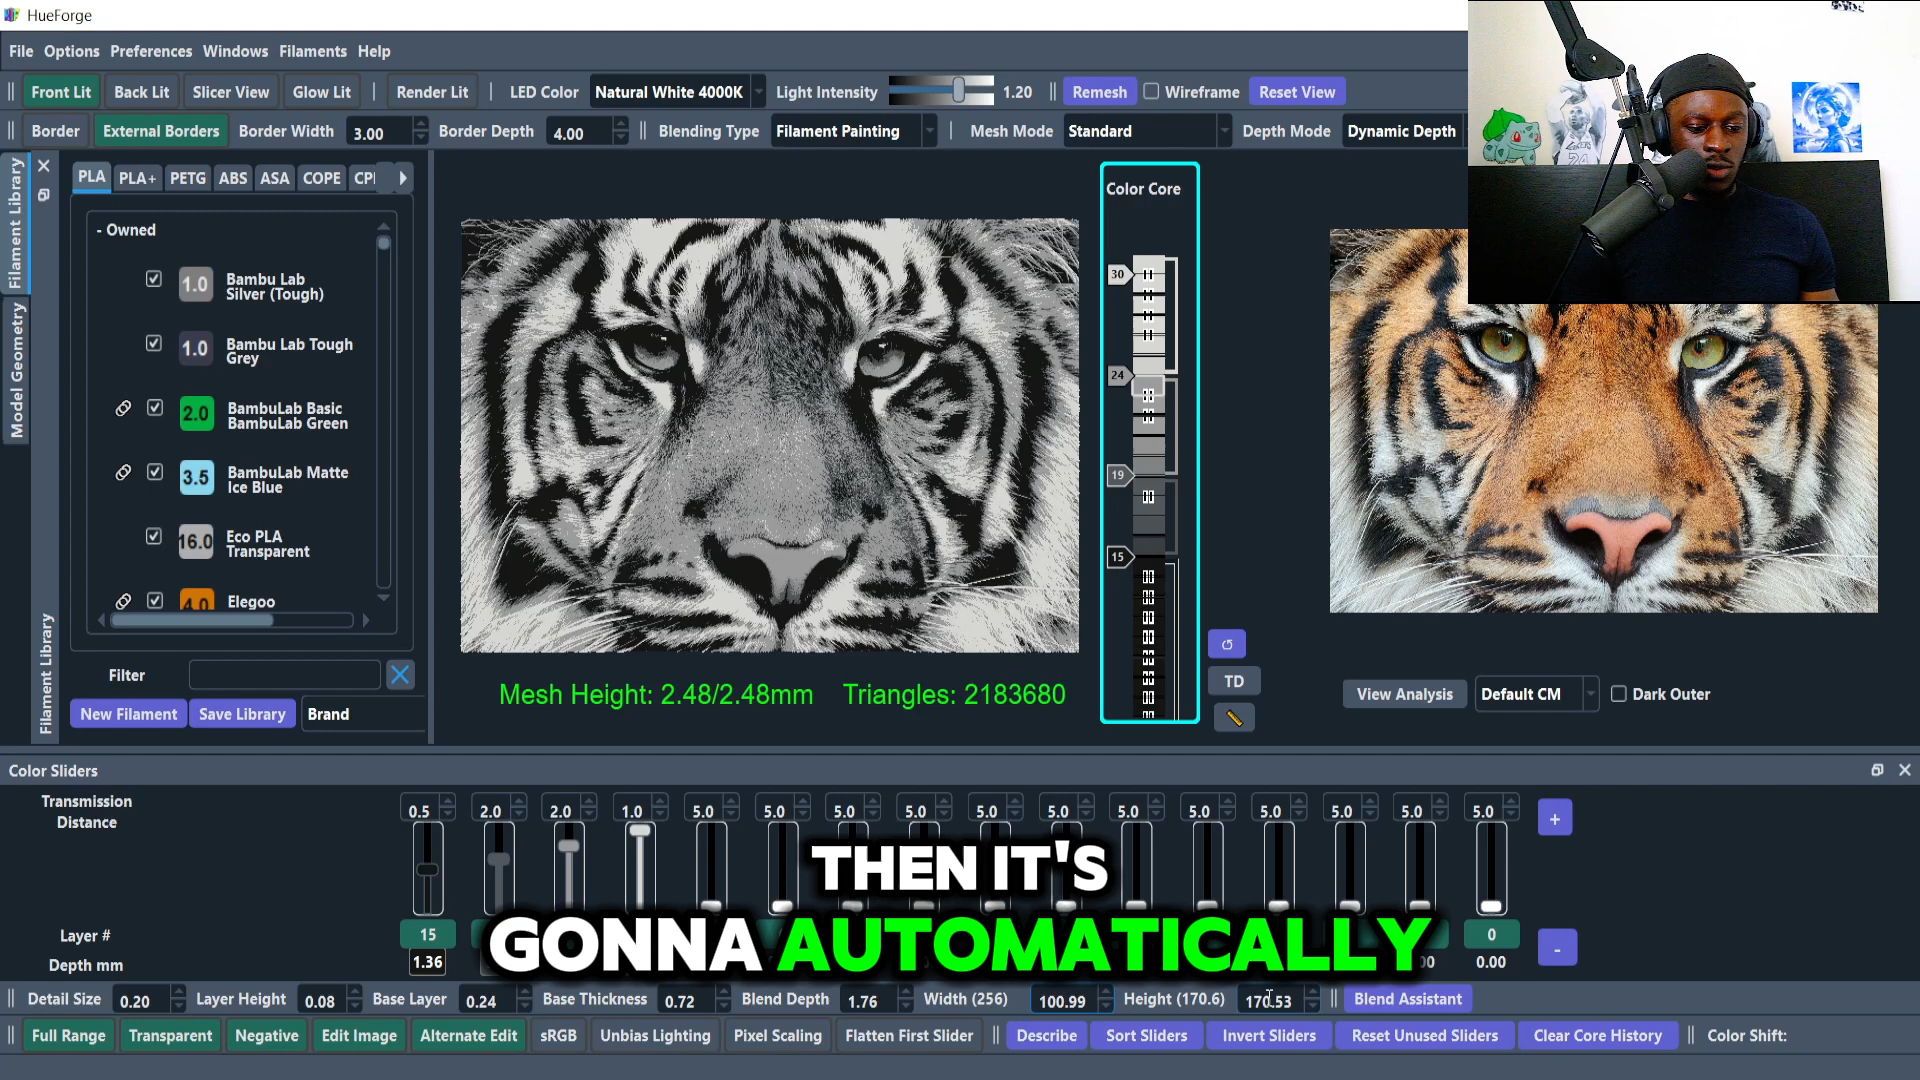 HueForge
File Options Preferences Windows Filaments Help
Front Lit Back Lit Slicer View Glow Lit Render Lit LED Color Natural White 4000K Light Intensity 1.20 Remesh Wireframe Reset View
Border External Borders Border Width 3.00 Border Depth 4.00 Blending Type Filament Painting Mesh Mode Standard Depth Mode Dynamic Depth
Filament Library
Model Geometry
Filament Library
PLA PLA+ PETG ABS ASA COPE
- Owned
1.0 Bambu Lab
Silver (Tough)
1.0 Bambu Lab Tough
Grey
2.0 BambuLab Basic
BambuLab Green
3.5 BambuLab Matte
Ice Blue
16.0 Eco PLA
Transparent
4.0 Elegoo
Filter
New Filament Save Library Brand
Mesh Height: 2.48/2.48mm Triangles: 2183680
Color Core
30
24
19
15
TD
View Analysis Default CM Dark Outer
24
Color Sliders
Transmission
Distance
0.5 2.0 2.0 1.0 5.0 5.0 5.0 5.0 5.0 5.0 5.0 5.0 5.0 5.0 5.0 5.0 +
THEN IT'S
GONNA AUTOMATICALLY
Layer # 15 0 -
Depth mm 1.36 0.00
Detail Size 0.20 Layer Height 0.08 Base Layer 0.24 Base Thickness 0.72 Blend Depth 1.76 Width (256) 100.99 Height (170.6) 170.53 Blend Assistant
Full Range Transparent Negative Edit Image Alternate Edit sRGB Unbias Lighting Pixel Scaling Flatten First Slider Describe Sort Sliders Invert Sliders Reset Unused Sliders Clear Core History Color Shift: